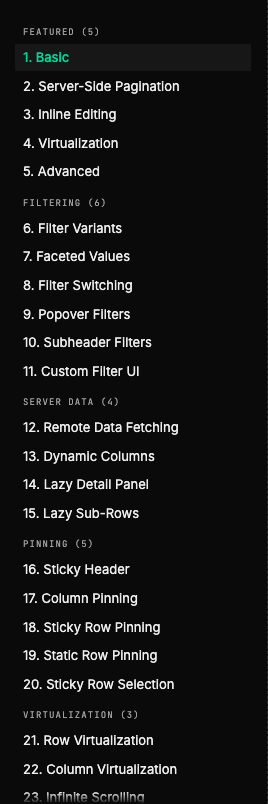 FEATURED (5)
1. Basic
2. Server-Side Pagination
3. Inline Editing
4. Virtualization
5. Advanced
FILTERING (6)
6. Filter Variants
7. Faceted Values
8. Filter Switching
9. Popover Filters
10. Subheader Filters
11. Custom Filter UI
SERVER DATA (4)
12. Remote Data Fetching
13. Dynamic Columns
14. Lazy Detail Panel
15. Lazy Sub-Rows
PINNING (5)
16. Sticky Header
17. Column Pinning
18. Sticky Row Pinning
19. Static Row Pinning
20. Sticky Row Selection
VIRTUALIZATION (3)
21. Row Virtualization
22. Column Virtualization
23. Infinite Scrolling